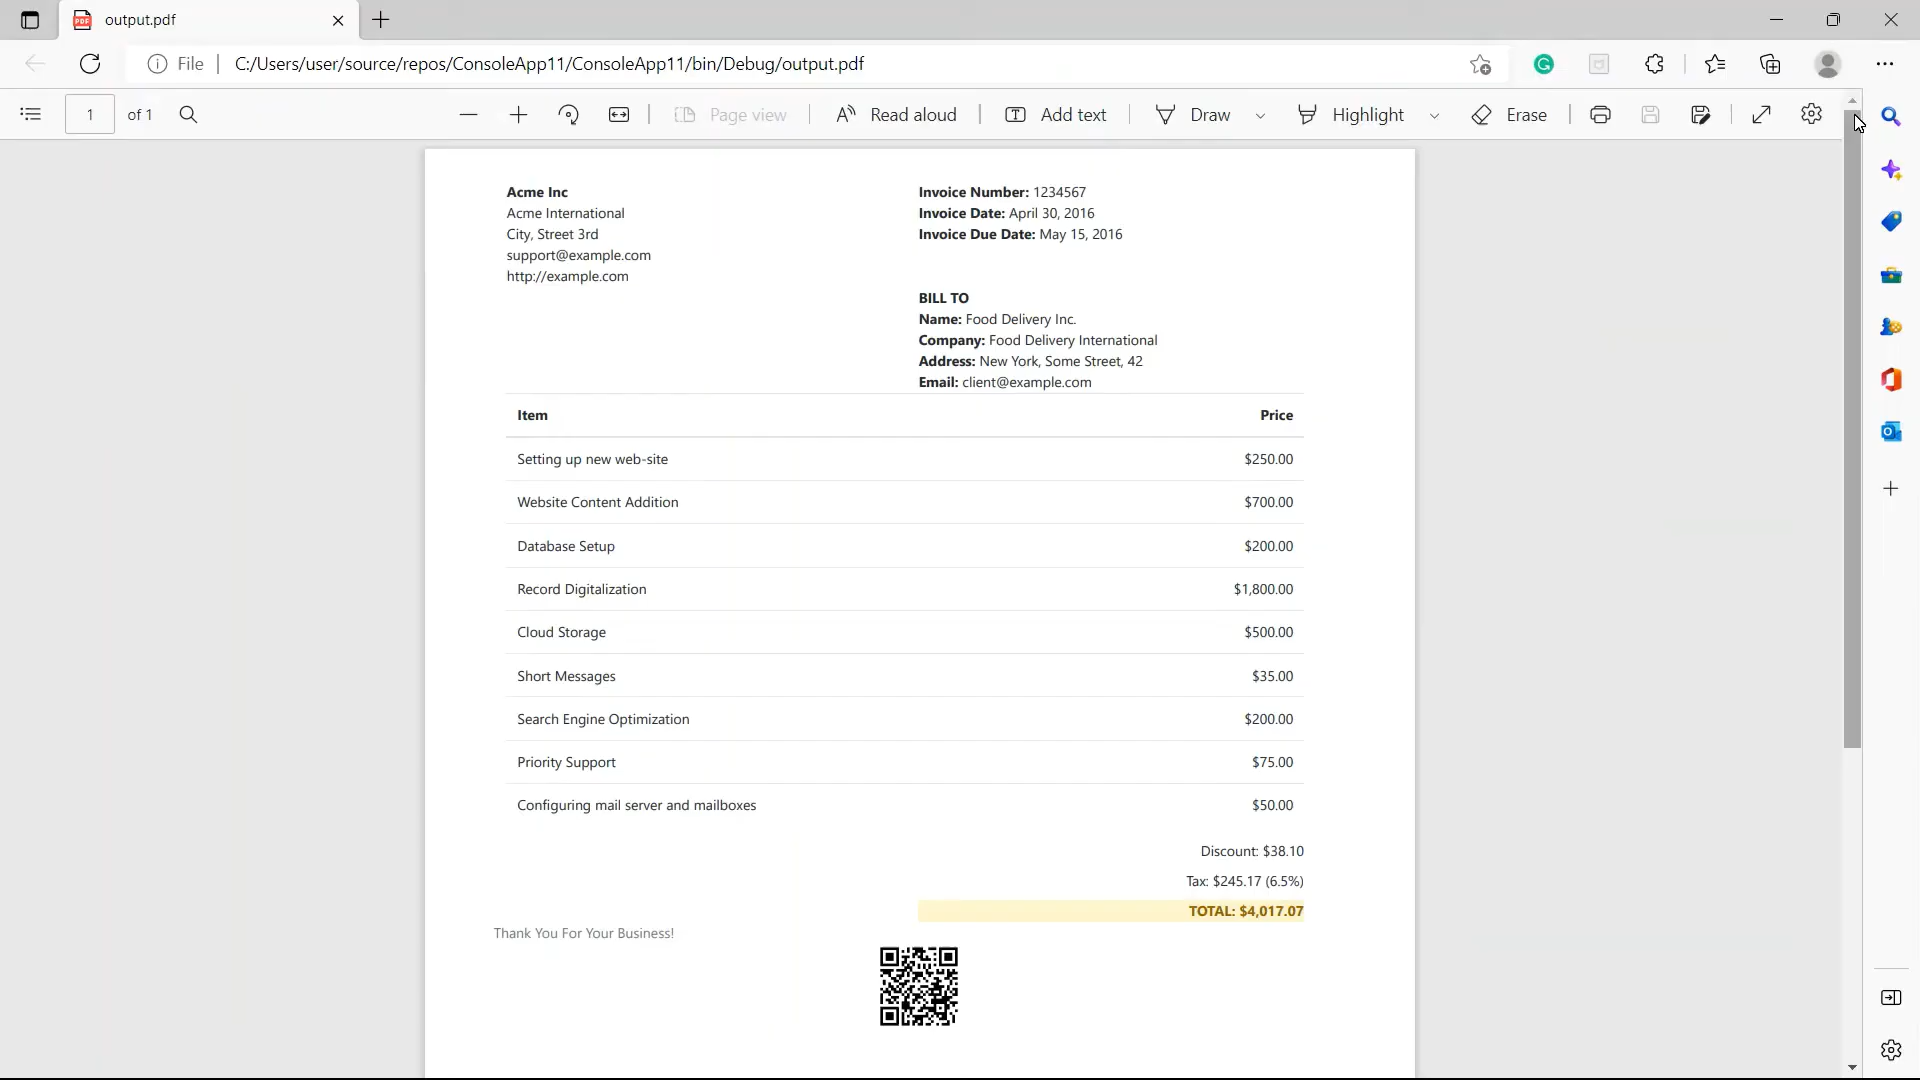 output.pdf
File
C:/Users/user/source/repos/ConsoleApp11/ConsoleApp11/bin/Debug/output.pdf
1 of 1
Page view
Read aloud
Add text
Draw
Highlight
Erase
Acme Inc
Acme International
City, Street 3rd
support@example.com
http://example.com
Invoice Number: 1234567
Invoice Date: April 30, 2016
Invoice Due Date: May 15, 2016
BILL TO
Name: Food Delivery Inc.
Company: Food Delivery International
Address: New York, Some Street, 42
Email: client@example.com
Item Price
Setting up new web-site $250.00
Website Content Addition $700.00
Database Setup $200.00
Record Digitalization $1,800.00
Cloud Storage $500.00
Short Messages $35.00
Search Engine Optimization $200.00
Priority Support $75.00
Configuring mail server and mailboxes $50.00
Discount: $38.10
Tax: $245.17 (6.5%)
TOTAL: $4,017.07
Thank You For Your Business!